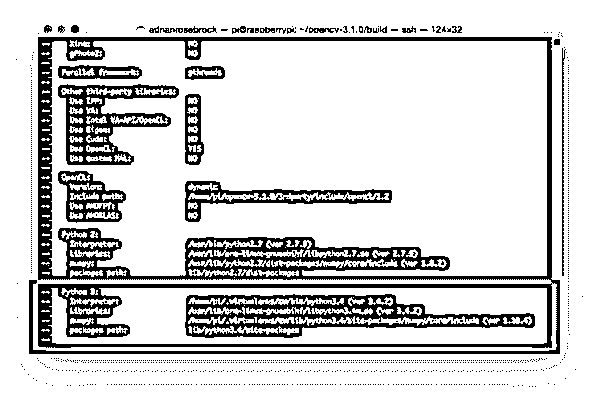 adrianrosebrock — pi@raspberrypi: ~/opencv-3.1.0/build — ssh — 124×32
-- Xine: NO
-- gPhoto2: NO
--
-- Parallel framework: pthreads
--
-- Other third-party libraries:
-- Use IPP: NO
-- Use VA: NO
-- Use Intel VA-API/OpenCL: NO
-- Use Eigen: NO
-- Use Cuda: NO
-- Use OpenCL: YES
-- Use custom HAL: NO
--
-- OpenCL:
-- Version: dynamic
-- Include path: /home/pi/opencv-3.1.0/3rdparty/include/opencl/1.2
-- Use AMDFFT: NO
-- Use AMDBLAS: NO
--
-- Python 2:
-- Interpreter: /usr/bin/python2.7 (ver 2.7.9)
-- Libraries: /usr/lib/arm-linux-gnueabihf/libpython2.7.so (ver 2.7.9)
-- numpy: /usr/lib/python2.7/dist-packages/numpy/core/include (ver 1.8.2)
-- packages path: lib/python2.7/dist-packages
--
-- Python 3:
-- Interpreter: /home/pi/.virtualenvs/cv/bin/python3.4 (ver 3.4.2)
-- Libraries: /usr/lib/arm-linux-gnueabihf/libpython3.4m.so (ver 3.4.2)
-- numpy: /home/pi/.virtualenvs/cv/lib/python3.4/site-packages/numpy/core/include (ver 1.10.4)
-- packages path: lib/python3.4/site-packages